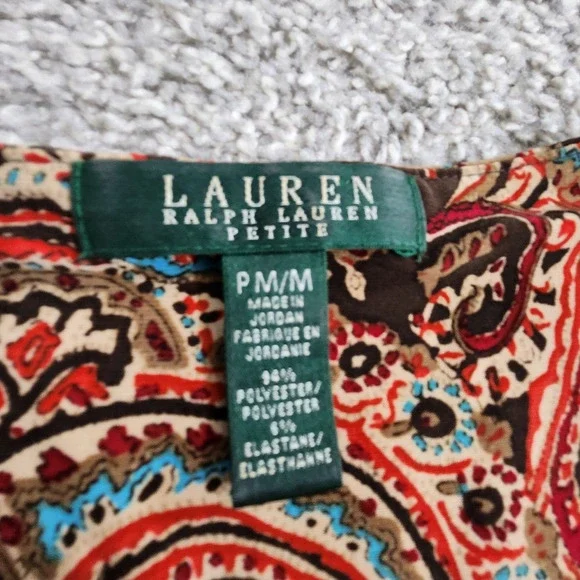 LAUREN
RALPH LAUREN
PETITE
PM/M
MADE IN
JORDAN
FABRIQUE EN
JORDANIE
94%
POLYESTER/
POLYESTER
6%
ELASTANE/
ELASTHANNE